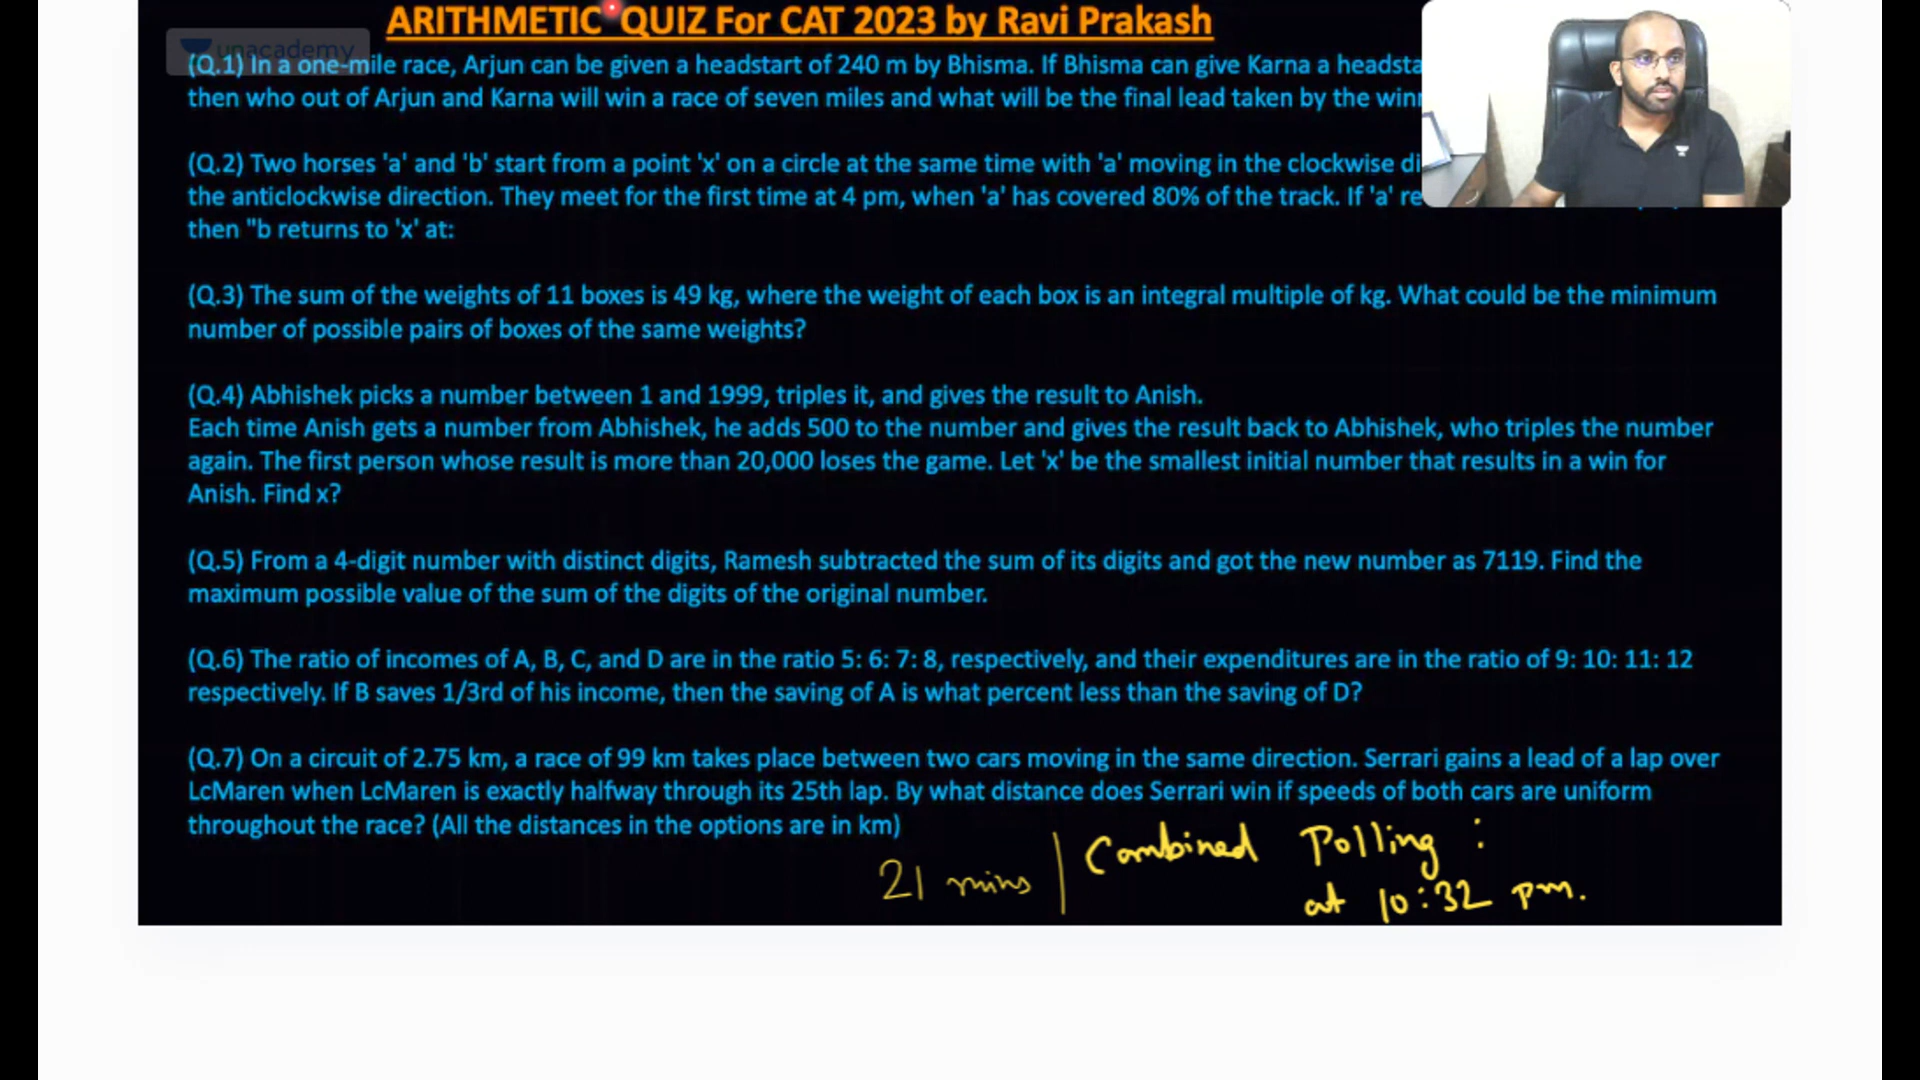 ARITHMETIC QUIZ For CAT 2023 by Ravi Prakash
unacademy
(Q.1) In a one-mile race, Arjun can be given a headstart of 240 m by Bhisma. If Bhisma can give Karna a
then who out of Arjun and Karna will win a race of seven miles and what will be the final lead taken by the
(Q.2) Two horses 'a' and 'b' start from a point 'x' on a circle at the same time with 'a' moving in the clockwise
the anticlockwise direction. They meet for the first time at 4 pm, when 'a' has covered 80% of the track. If 'a'
then "b returns to 'x' at:
(Q.3) The sum of the weights of 11 boxes is 49 kg, where the weight of each box is an integral multiple of kg. What could be the minimum
number of possible pairs of boxes of the same weights?
(Q.4) Abhishek picks a number between 1 and 1999, triples it, and gives the result to Anish.
Each time Anish gets a number from Abhishek, he adds 500 to the number and gives the result back to Abhishek, who triples the number
again. The first person whose result is more than 20,000 loses the game. Let 'x' be the smallest initial number that results in a win for
Anish. Find x?
(Q.5) From a 4-digit number with distinct digits, Ramesh subtracted the sum of its digits and got the new number as 7119. Find the
maximum possible value of the sum of the digits of the original number.
(Q.6) The ratio of incomes of A, B, C, and D are in the ratio 5: 6: 7: 8, respectively, and their expenditures are in the ratio of 9: 10: 11: 12
respectively. If B saves 1/3rd of his income, then the saving of A is what percent less than the saving of D?
(Q.7) On a circuit of 2.75 km, a race of 99 km takes place between two cars moving in the same direction. Serrari gains a lead of a lap over
LcMaren when LcMaren is exactly halfway through its 25th lap. By what distance does Serrari win if speeds of both cars are uniform
throughout the race? (All the distances in the options are in km)
21 mins | Combined Polling :
at 10:32 pm.